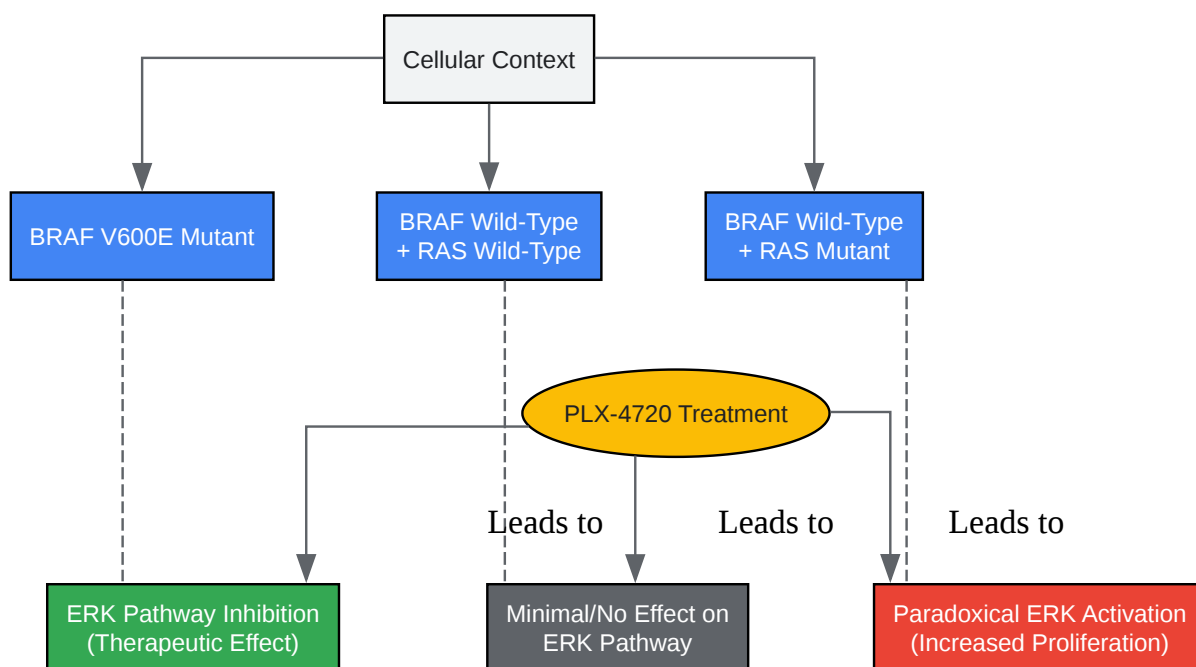 Cellular Context
BRAF V600E Mutant
BRAF Wild-Type
+ RAS Wild-Type
BRAF Wild-Type
+ RAS Mutant
PLX-4720 Treatment
Leads to
Leads to
Leads to
ERK Pathway Inhibition
(Therapeutic Effect)
Minimal/No Effect on
ERK Pathway
Paradoxical ERK Activation
(Increased Proliferation)